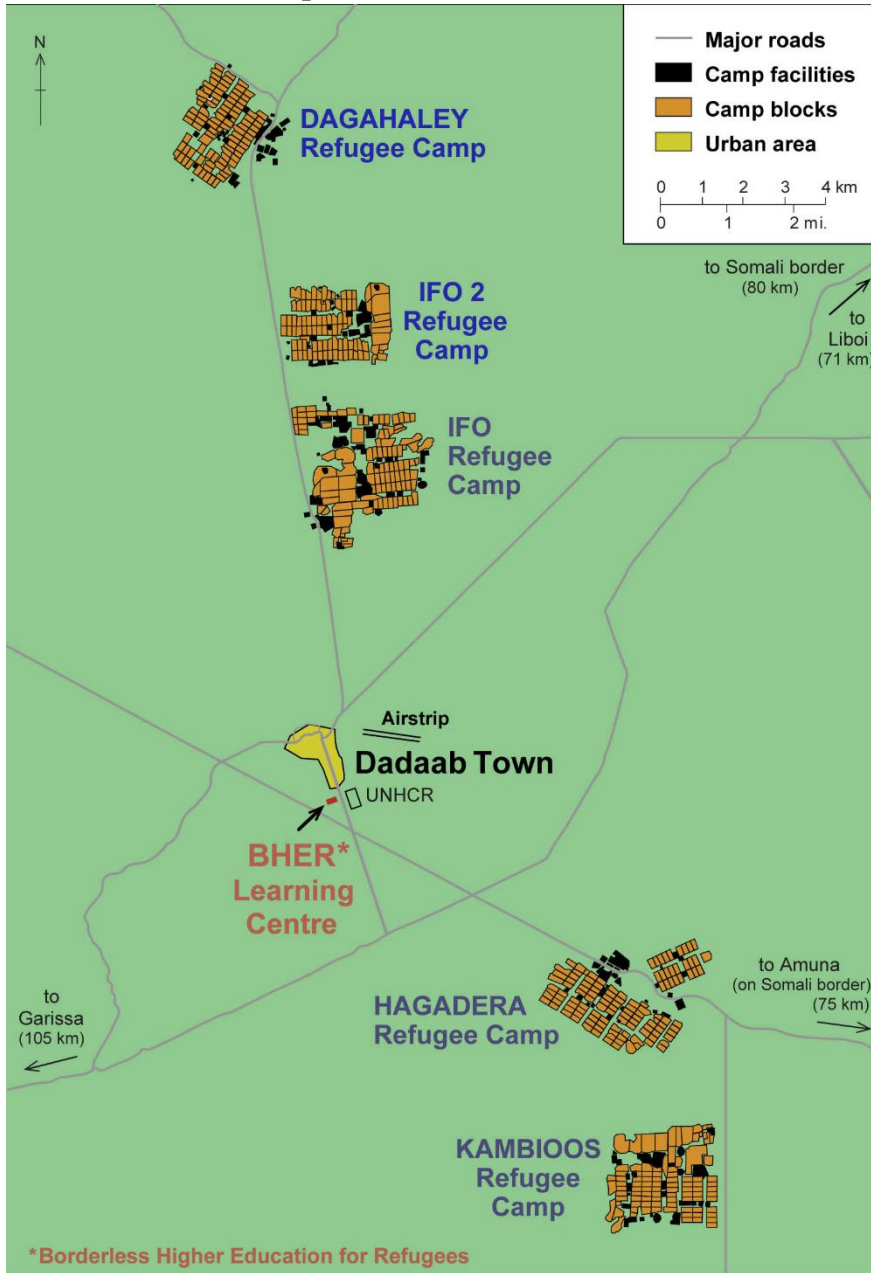 N
Major roads
Camp facilities
Camp blocks
Urban area
0 1 2 3 4 km
0 1 2 mi.
DAGAHALEY
Refugee Camp
to Somali border
(80 km)
to
Liboi
(71 km)
IFO 2
Refugee
Camp
IFO
Refugee
Camp
Airstrip
Dadaab Town
UNHCR
BHER*
Learning
Centre
to Amuna
(on Somali border)
(75 km)
to
Garissa
(105 km)
HAGADERA
Refugee Camp
KAMBIOOS
Refugee
Camp
*Borderless Higher Education for Refugees